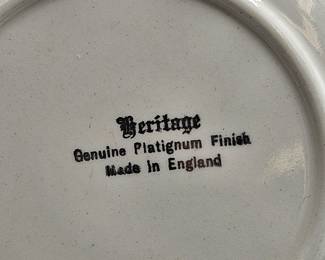 Heritage
Genuine Platignum Finish
Made in England